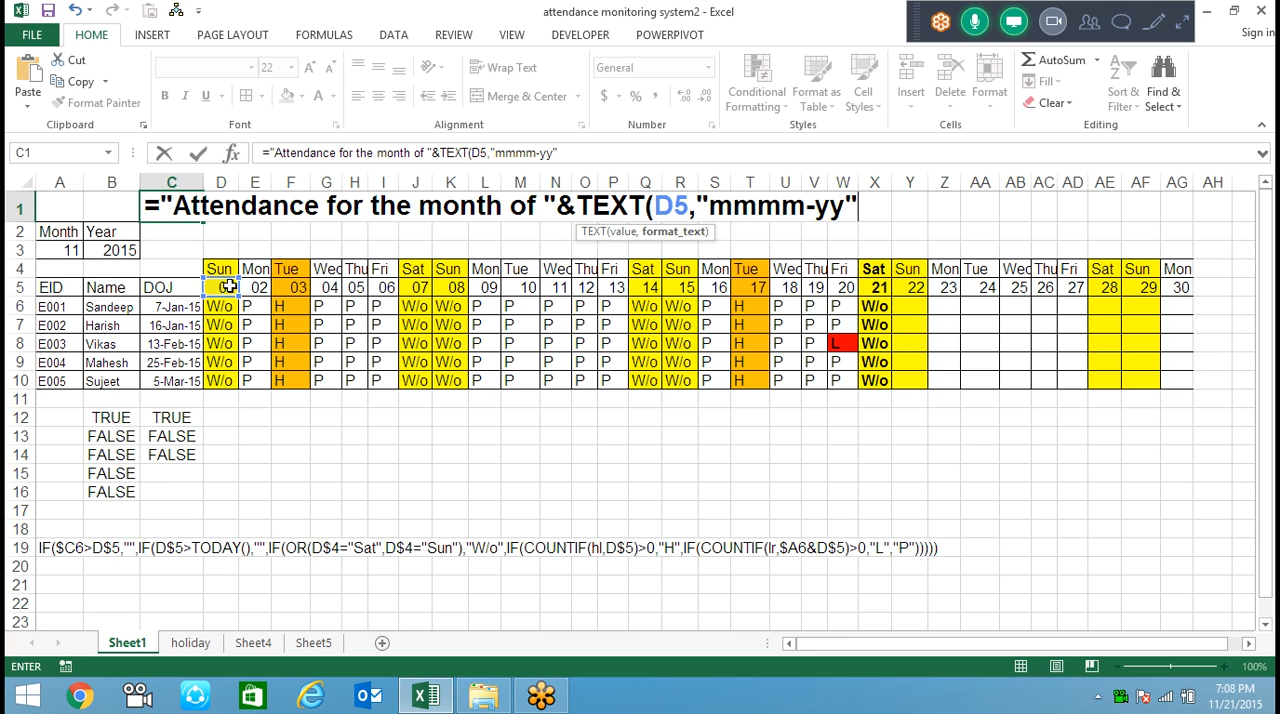 attendance monitoring system2 - Excel
Sign in
FILE HOME INSERT PAGE LAYOUT FORMULAS DATA REVIEW VIEW DEVELOPER POWERPIVOT
Paste Cut Copy Format Painter
22
Wrap Text Merge & Center
General
Conditional Formatting Format as Table Cell Styles
Insert Delete Format
AutoSum Fill Clear
Sort & Filter Find & Select
Clipboard Font Alignment Number Styles Cells Editing
C1 ="Attendance for the month of "&TEXT(D5,"mmmm-yy"
A B C D E F G H I J K L M N O P Q R S T U V W X Y Z AA AB AC AD AE AF AG AH
1 ="Attendance for the month of "&TEXT(D5,"mmmm-yy"
TEXT(value, format_text)
2 Month Year
3 11 2015
4 Sun Mon Tue Wed Thu Fri Sat Sun Mon Tue Wed Thu Fri Sat Sun Mon Tue Wed Thu Fri Sat Sun Mon Tue Wed Thu Fri Sat Sun Mon
5 EID Name DOJ 02 03 04 05 06 07 08 09 10 11 12 13 14 15 16 17 18 19 20 21 22 23 24 25 26 27 28 29 30
6 E001 Sandeep 7-Jan-15 W/o P H P P P W/o W/o P P P P P W/o W/o P H P P P W/o
7 E002 Harish 16-Jan-15 W/o P H P P P W/o W/o P P P P P W/o W/o P H P P P W/o
8 E003 Vikas 13-Feb-15 W/o P H P P P W/o W/o P P P P P W/o W/o P H P P L W/o
9 E004 Mahesh 25-Feb-15 W/o P H P P P W/o W/o P P P P P W/o W/o P H P P P W/o
10 E005 Sujeet 5-Mar-15 W/o P H P P P W/o W/o P P P P P W/o W/o P H P P P W/o
11
12 TRUE TRUE
13 FALSE FALSE
14 FALSE FALSE
15 FALSE
16 FALSE
17
18
19 IF($C6>D$5,"",IF(D$5>TODAY(),"",IF(OR(D$4="Sat",D$4="Sun"),"W/o",IF(COUNTIF(hl,D$5)>0,"H",IF(COUNTIF(lr,$A6&D$5)>0,"L","P")))))
20
21
22
23
Sheet1 holiday Sheet4 Sheet5
ENTER 100%
7:08 PM
11/21/2015